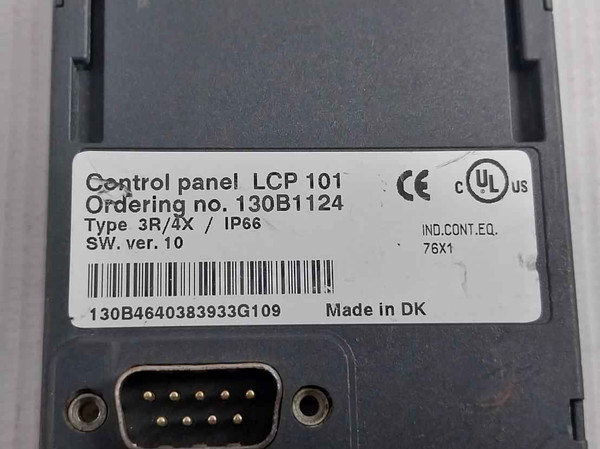 Control panel LCP 101
Ordering no. 130B1124
Type 3R/4X / IP66
SW. ver. 10
CE
C UL US
IND.CONT.EQ.
76X1
130B4640383933G109
Made in DK